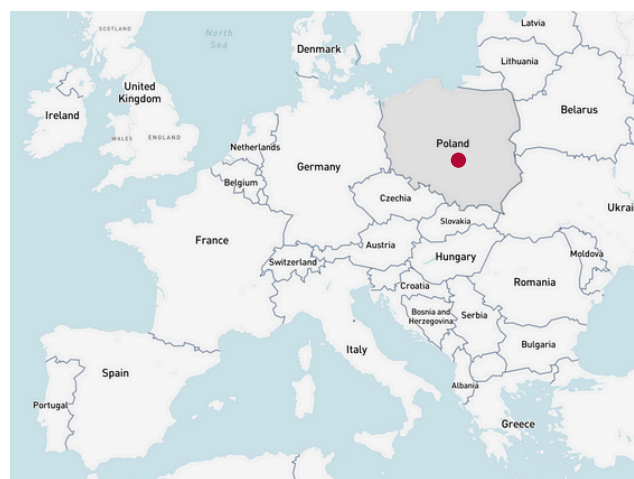 SCOTLAND
North
Sea
Denmark
Latvia
Lithuania
United
Kingdom
Ireland
Belarus
WALES
ENGLAND
Netherlands
Poland
Belgium
Germany
Czechia
Ukrai
Slovakia
France
Austria
Switzerland
Hungary
Moldova
Croatia
Romania
Bosnia and
Herzegovina
Serbia
Italy
Bulgaria
Spain
Albania
Portugal
Greece